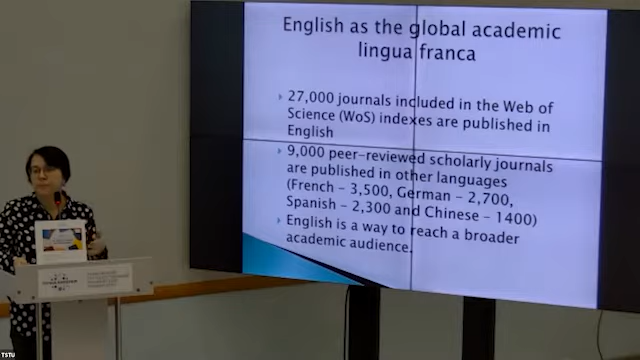 English as the global academic
lingua franca
27,000 journals included in the Web of
Science (WoS) indexes are published in
English
9,000 peer-reviewed scholarly journals
are published in other languages
(French – 3,500, German – 2,700,
Spanish – 2,300 and Chinese – 1400)
English is a way to reach a broader
academic audience.
TSTU